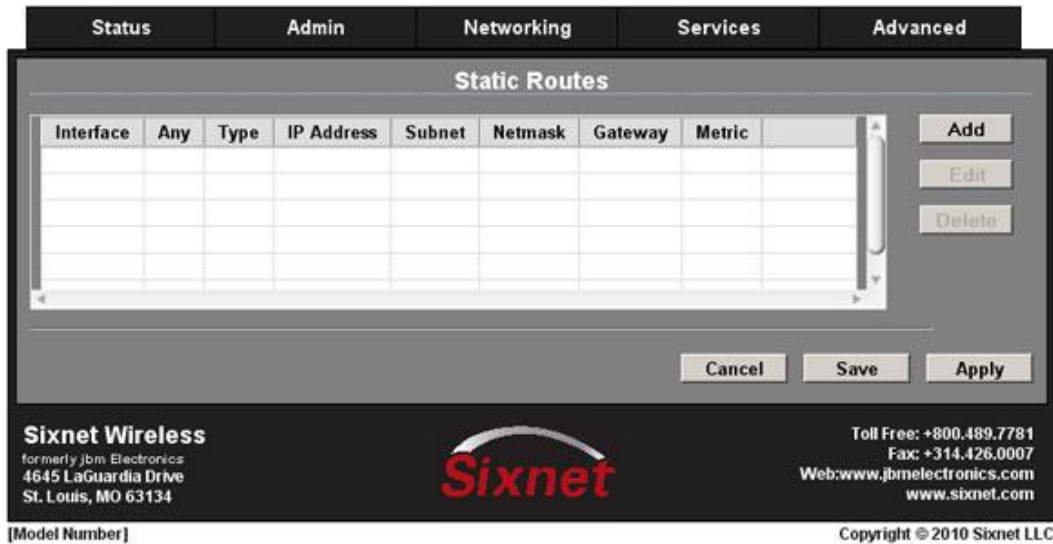 Status Admin Networking Services Advanced
Static Routes
Interface Any Type IP Address Subnet Netmask Gateway Metric
Add
Edit
Delete
Cancel Save Apply
Sixnet Wireless
formerly jbm Electronics
4645 LaGuardia Drive
St. Louis, MO 63134
Sixnet
Toll Free: +800.489.7781
Fax: +314.426.0007
Web:www.jbmelectronics.com
www.sixnet.com
[Model Number]
Copyright © 2010 Sixnet LLC